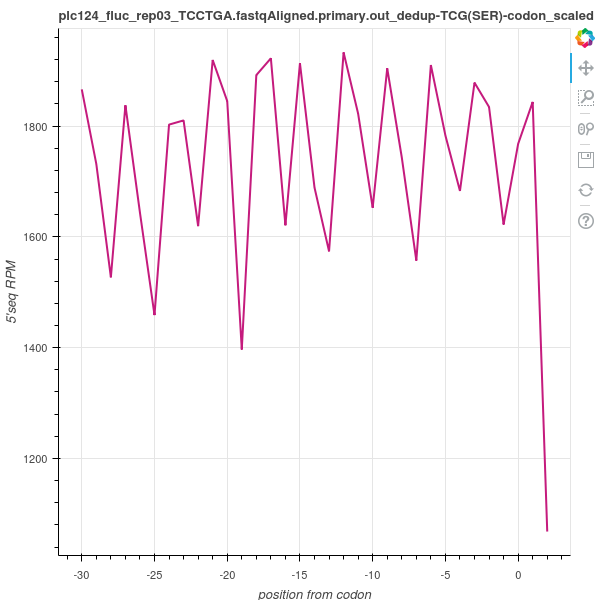 plc124_fluc_rep03_TCCTGA.fastqAligned.primary.out_dedup-TCG(SER)-codon_scaled
1800
1600
1400
1200
5'seq RPM
-30 -25 -20 -15 -10 -5 0
position from codon